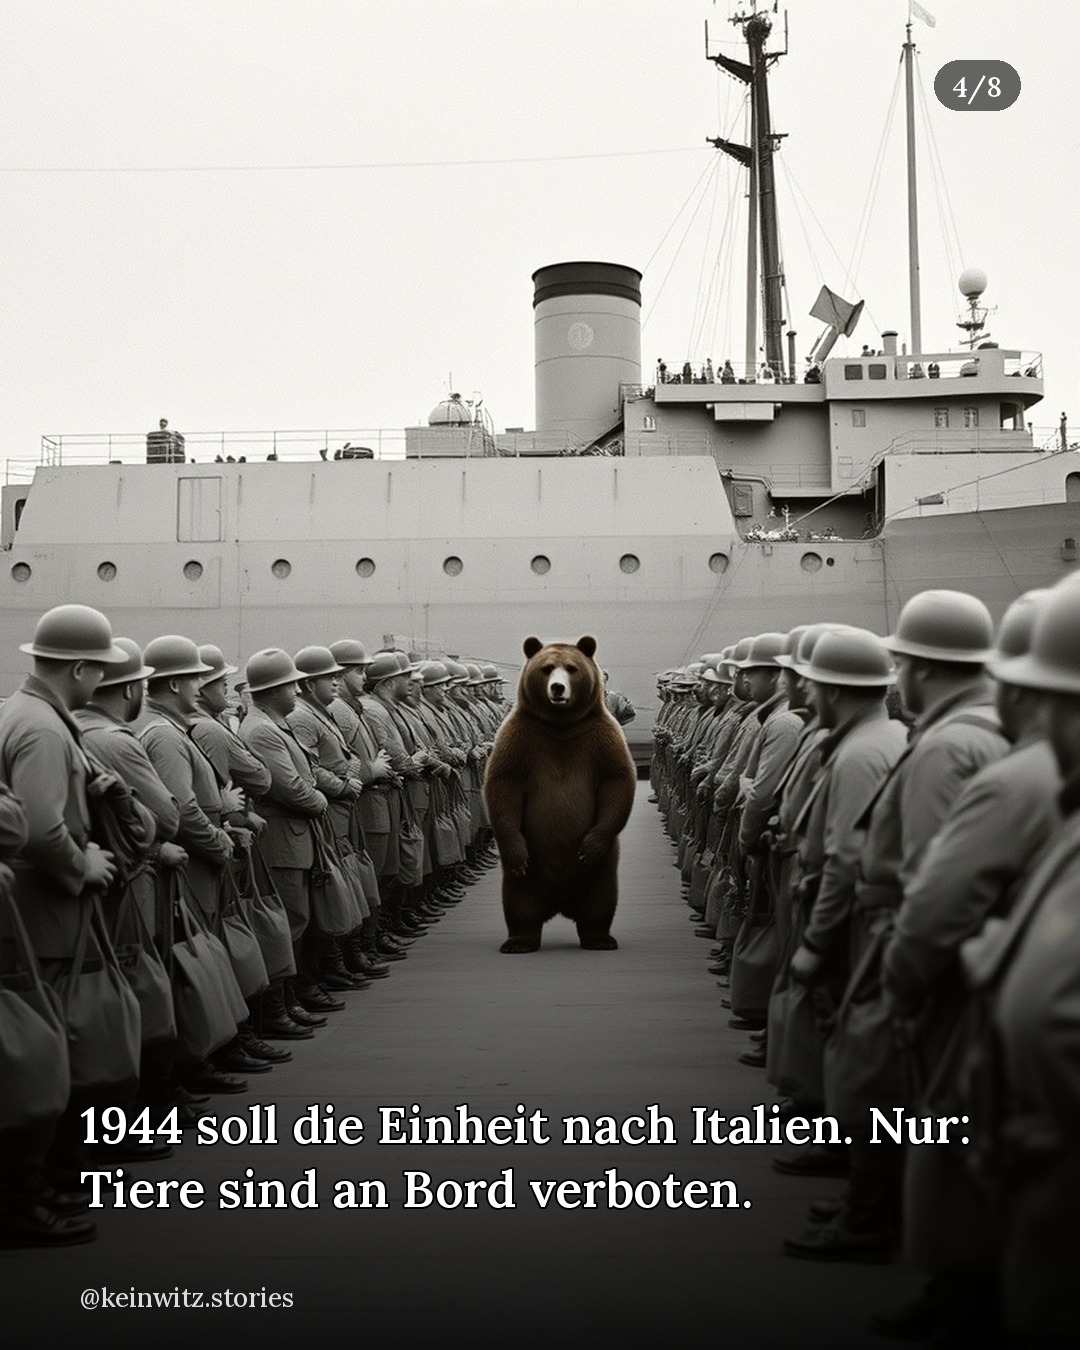 4/8
1944 soll die Einheit nach Italien. Nur:
Tiere sind an Bord verboten.
@keinwitz.stories